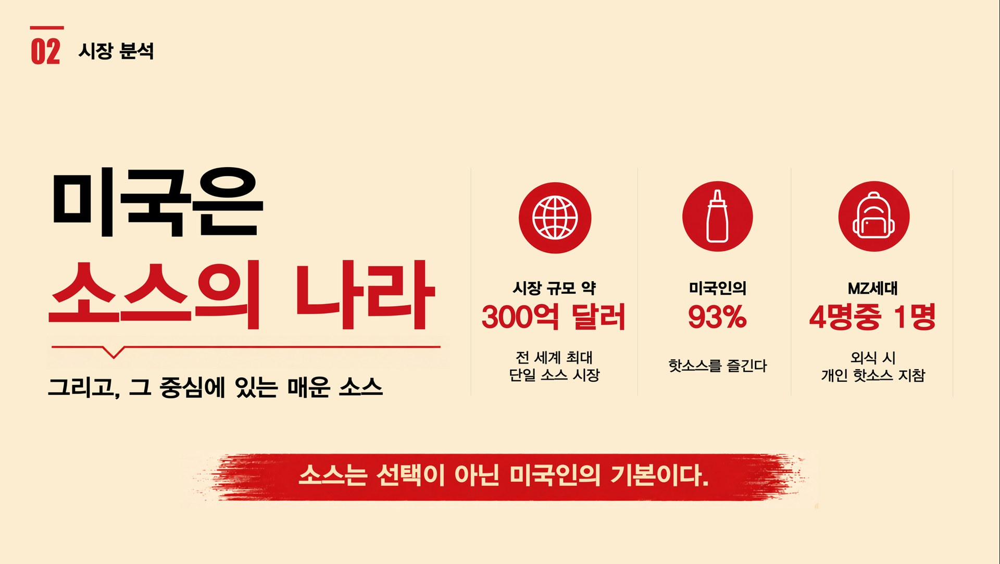 02 시장 분석
미국은
소스의 나라
그리고, 그 중심에 있는 매운 소스
시장 규모 약
300억 달러
전 세계 최대
단일 소스 시장
미국인의
93%
핫소스를 즐긴다
MZ세대
4명중 1명
외식 시
개인 핫소스 지참
소스는 선택이 아닌 미국인의 기본이다.